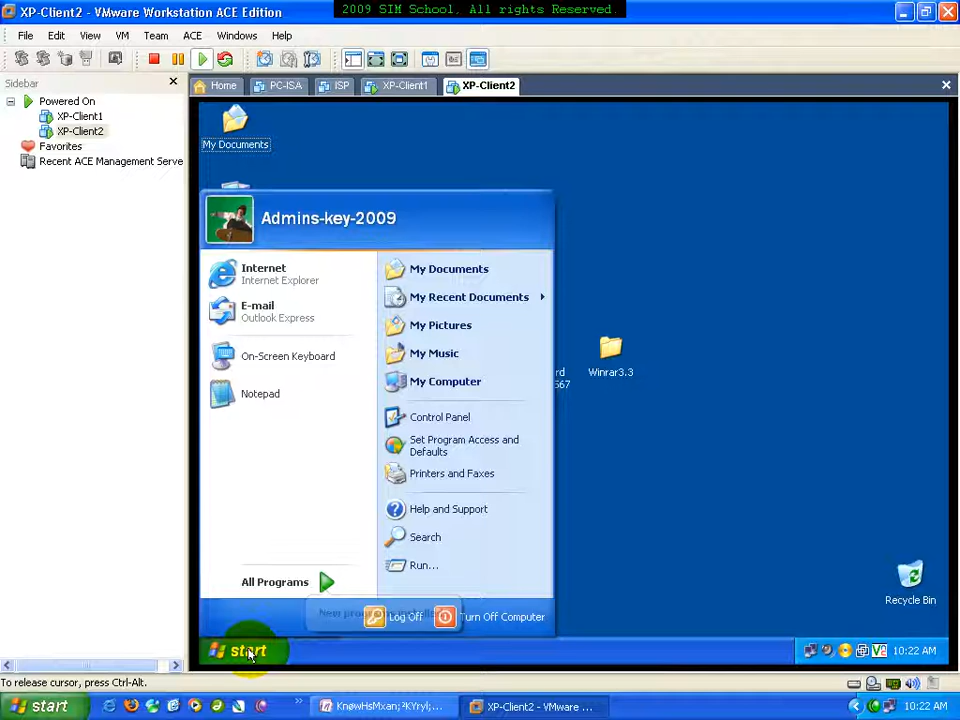 XP-Client2 - VMware Workstation ACE Edition
2009 SIM School, All rights Reserved.
File Edit View VM Team ACE Windows Help
Sidebar
Home PC-ISA ISP XP-Client1 XP-Client2
Powered On
XP-Client1
XP-Client2
Favorites
Recent ACE Management Serve
My Documents
Admins-key-2009
Internet
Internet Explorer
E-mail
Outlook Express
On-Screen Keyboard
Notepad
All Programs
My Documents
My Recent Documents
My Pictures
My Music
My Computer
Control Panel
Set Program Access and
Defaults
Printers and Faxes
Help and Support
Search
Run...
Log Off Turn Off Computer
rd
567
Winrar3.3
Recycle Bin
start
10:22 AM
To release cursor, press Ctrl-Alt.
start
XP-Client2 - VMware ...
10:22 AM